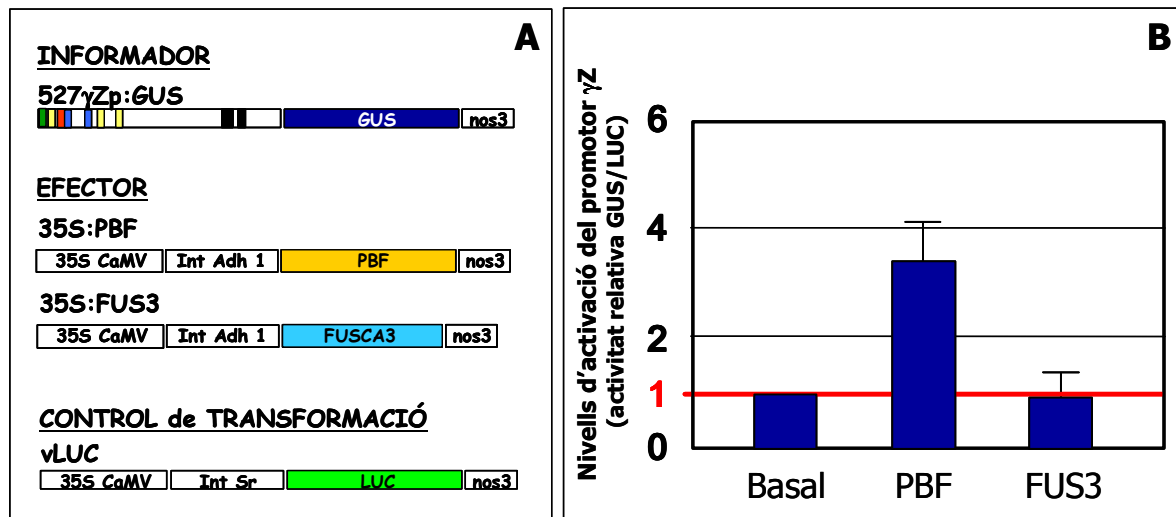 A
INFORMADOR
527γZp:GUS
GUS
nos3
EFECTOR
35S:PBF
35S CaMV
Int Adh 1
PBF
nos3
35S:FUS3
35S CaMV
Int Adh 1
FUSCA3
nos3
CONTROL de TRANSFORMACIÓ
vLUC
35S CaMV
Int Sr
LUC
nos3
B
Nivells d'activació del promotor γZ
(activitat relativa GUS/LUC)
6
4
2
1
0
Basal
PBF
FUS3